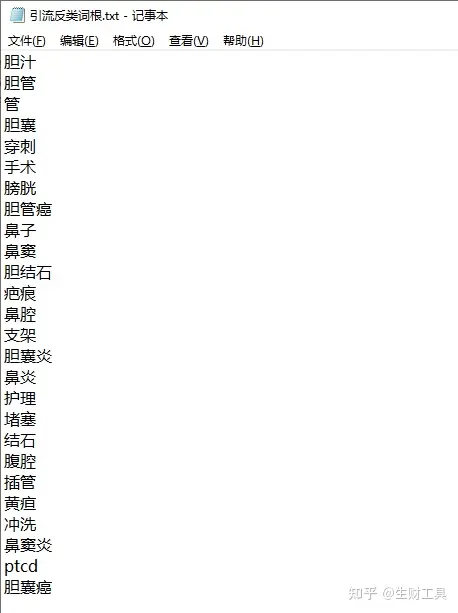 引流反类词根.txt - 记事本
文件(F) 编辑(E) 格式(O) 查看(V) 帮助(H)
胆汁
胆管
管
胆囊
穿刺
手术
膀胱
胆管癌
鼻子
鼻窦
胆结石
疤痕
鼻腔
支架
胆囊炎
鼻炎
护理
堵塞
结石
腹腔
插管
黄疸
冲洗
鼻窦炎
ptcd
胆囊癌
知乎 @生财工具